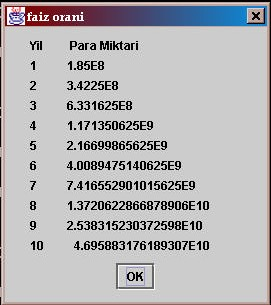 faiz orani
Yil Para Miktari
1 1.85E8
2 3.4225E8
3 6.331625E8
4 1.171350625E9
5 2.16699865625E9
6 4.0089475140625E9
7 7.416552901015625E9
8 1.3720622866878906E10
9 2.538315230372598E10
10 4.695883176189307E10
OK